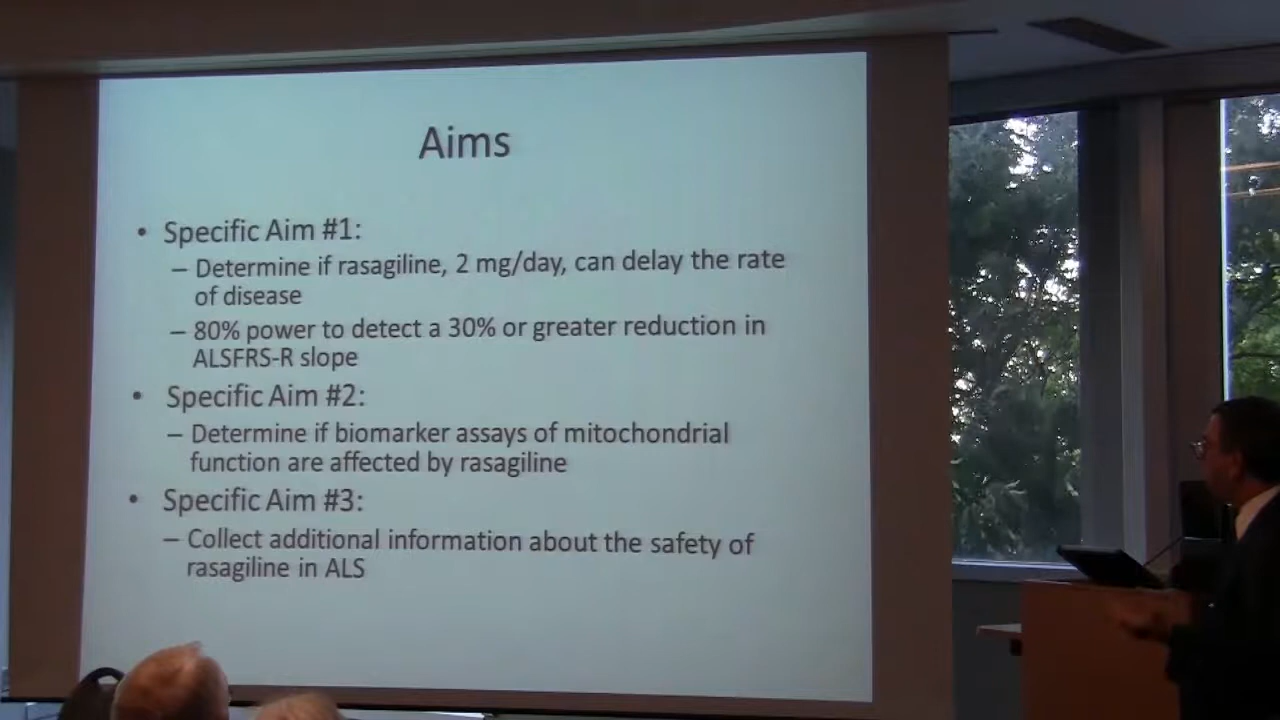 Aims
• Specific Aim #1:
– Determine if rasagiline, 2 mg/day, can delay the rate
of disease
– 80% power to detect a 30% or greater reduction in
ALSFRS-R slope
• Specific Aim #2:
– Determine if biomarker assays of mitochondrial
function are affected by rasagiline
• Specific Aim #3:
– Collect additional information about the safety of
rasagiline in ALS